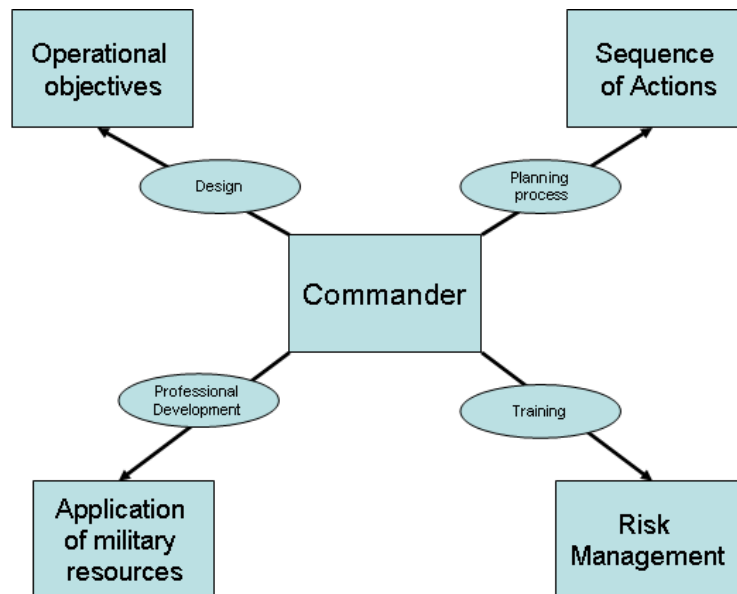 Operational
objectives
Sequence
of Actions
Design
Planning
process
Commander
Professional
Development
Training
Application
of military
resources
Risk
Management